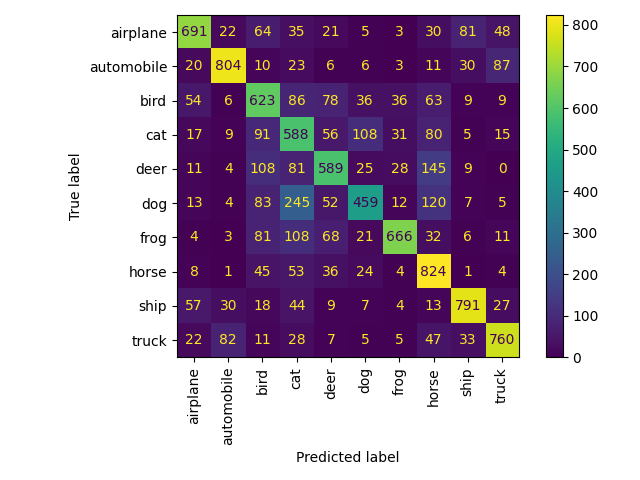 airplane 691 22 64 35 21 5 3 30 81 48
automobile 20 804 10 23 6 6 3 11 30 87
bird 54 6 623 86 78 36 36 63 9 9
cat 17 9 91 588 56 108 31 80 5 15
deer 11 4 108 81 589 25 28 145 9 0
dog 13 4 83 245 52 459 12 120 7 5
frog 4 3 81 108 68 21 666 32 6 11
horse 8 1 45 53 36 24 4 824 1 4
ship 57 30 18 44 9 7 4 13 791 27
truck 22 82 11 28 7 5 5 47 33 760
True label
airplane
automobile
bird
cat
deer
dog
frog
horse
ship
truck
Predicted label
800
700
600
500
400
300
200
100
0